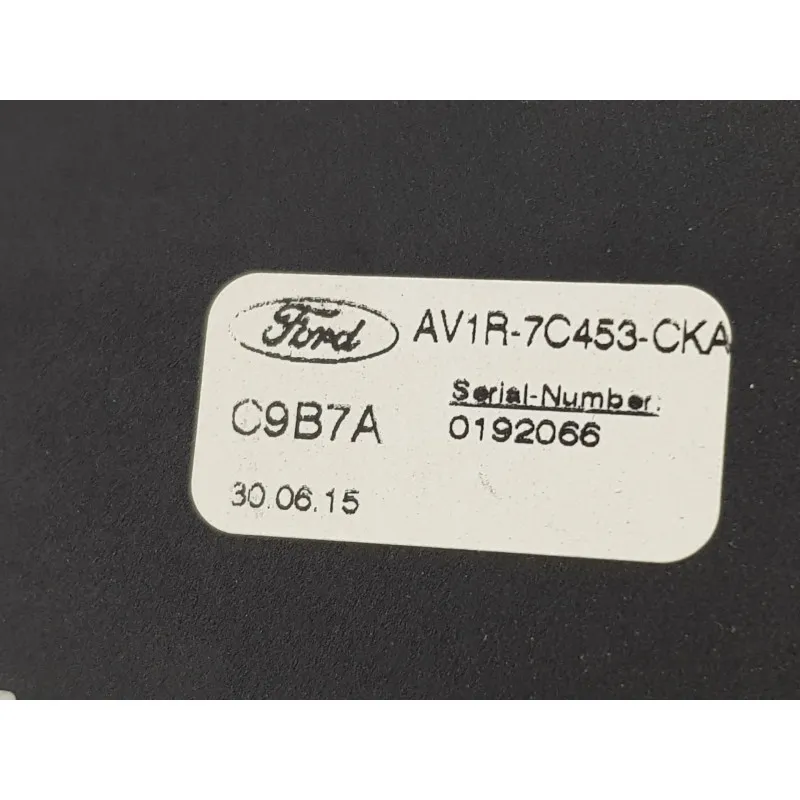 Ford AV1R-7C453-CKA
C9B7A Serial-Number:
0192066
30.06.15